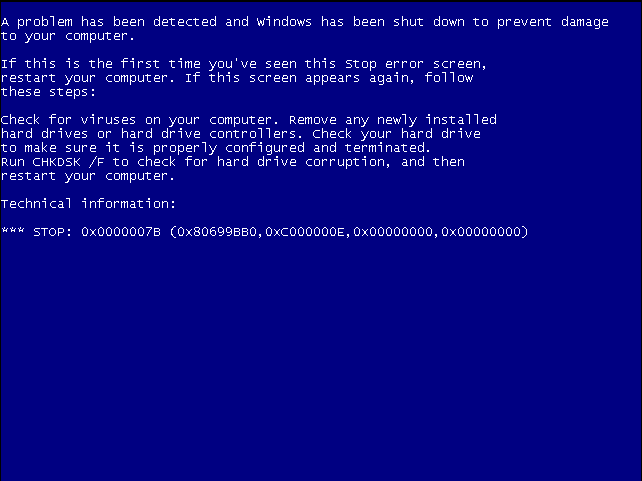 A problem has been detected and Windows has been shut down to prevent damage
to your computer.
If this is the first time you've seen this Stop error screen,
restart your computer. If this screen appears again, follow
these steps:
Check for viruses on your computer. Remove any newly installed
hard drives or hard drive controllers. Check your hard drive
to make sure it is properly configured and terminated.
Run CHKDSK /F to check for hard drive corruption, and then
restart your computer.
Technical information:
*** STOP: 0x0000007B (0x80699BB0,0xC000000E,0x00000000,0x00000000)